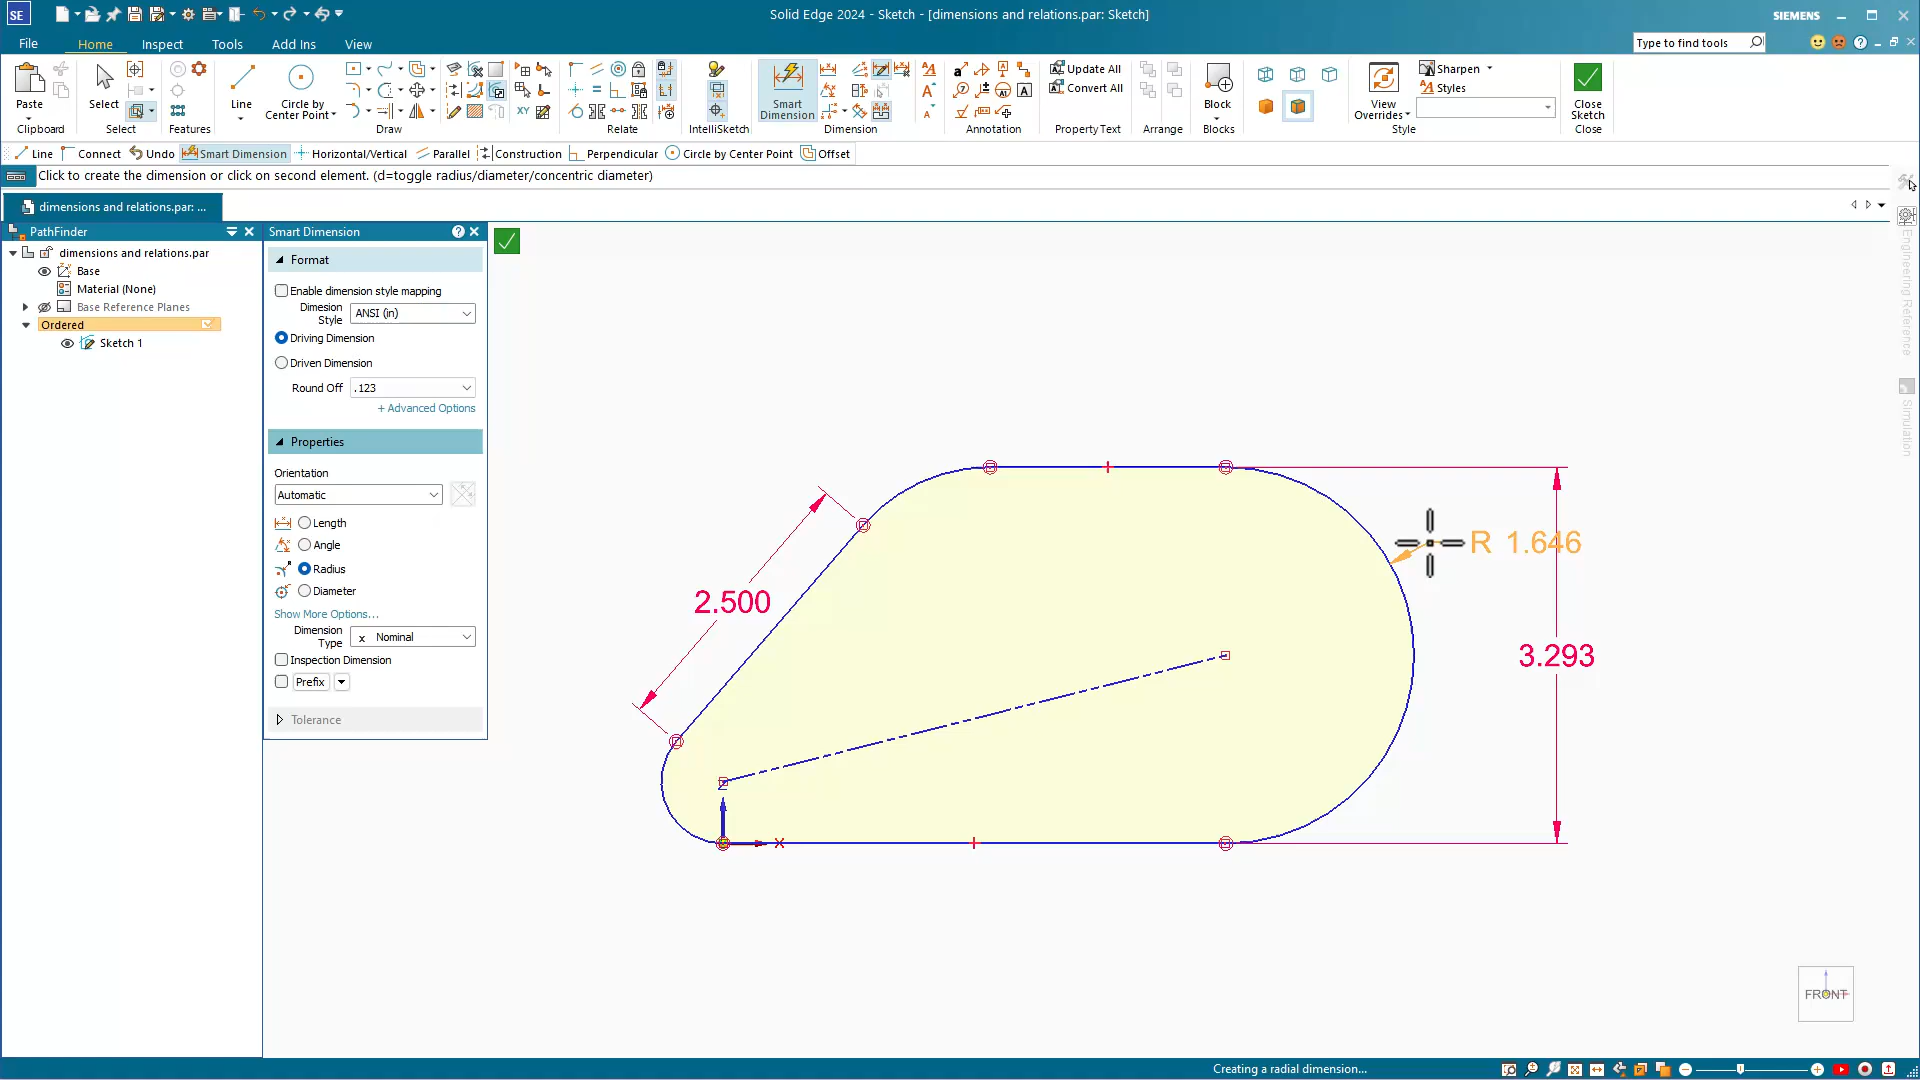 SE
Solid Edge 2024 - Sketch - [dimensions and relations.par: Sketch]
SIEMENS
File
Home
Inspect
Tools
Add Ins
View
Type to find tools
Paste
Select
Line
Circle by
Center Point
XY
Smart
Dimension
Update All
Convert All
Block
View
Overrides
Sharpen
Styles
Close
Sketch
Clipboard
Select
Features
Draw
Relate
IntelliSketch
Dimension
Annotation
PropertyText
Arrange
Blocks
Style
Close
Line
Connect
Undo
Smart Dimension
Horizontal/Vertical
Parallel
Construction
Perpendicular
Circle by Center Point
Offset
Click to create the dimension or click on second element. (d=toggle radius/diameter/concentric diameter)
dimensions and relations.par: ...
PathFinder
dimensions and relations.par
Base
Material (None)
Base Reference Planes
Ordered
Sketch 1
Smart Dimension
Format
Enable dimension style mapping
Dimesion
Style
ANSI (in)
Driving Dimension
Driven Dimension
Round Off
.123
+ Advanced Options
Properties
Orientation
Automatic
Length
Angle
Radius
Diameter
Show More Options...
Dimension
Type
x Nominal
Inspection Dimension
Prefix
Tolerance
2.500
R 1.646
3.293
Z
X
FRONT
Engineering Reference
Simulation
Creating a radial dimension...